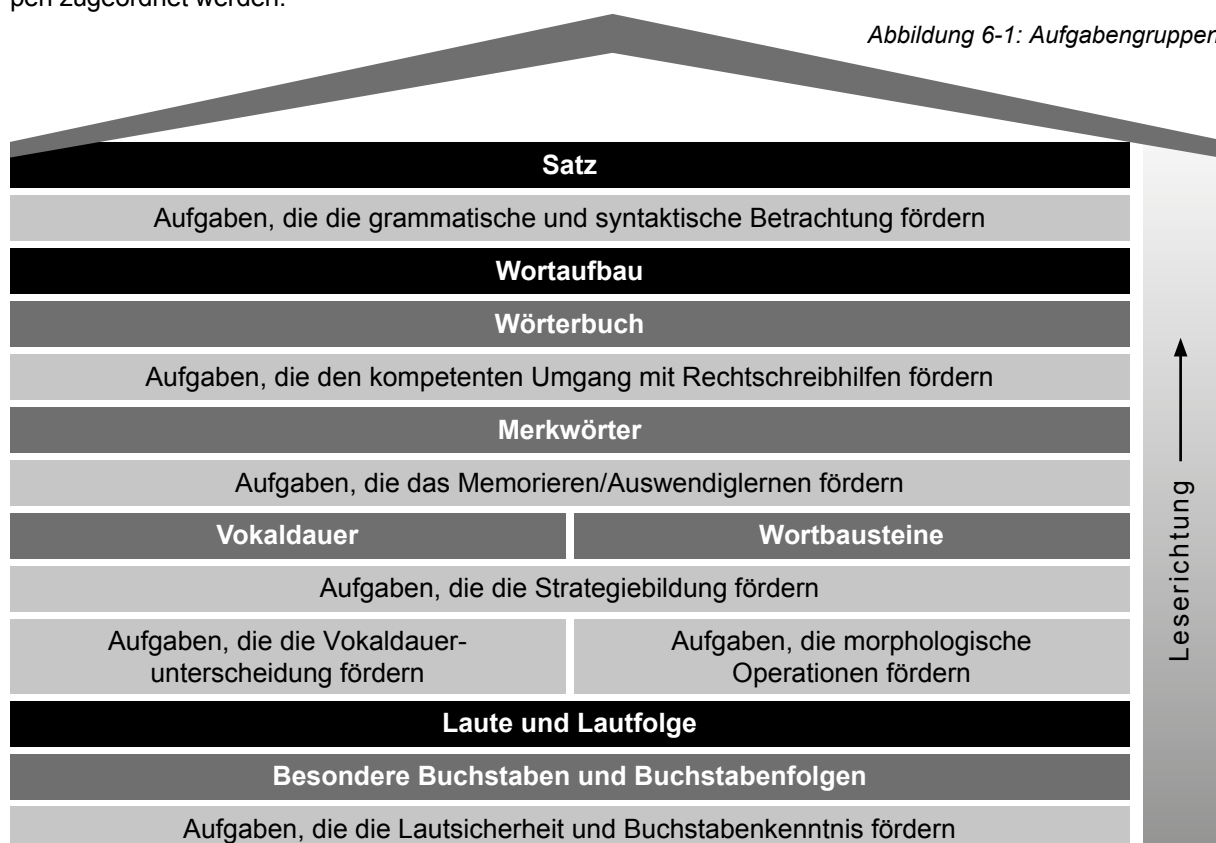 pen zugeordnet werden.
Abbildung 6-1: Aufgabengruppen
Satz
Aufgaben, die die grammatische und syntaktische Betrachtung fördern
Wortaufbau
Wörterbuch
Aufgaben, die den kompetenten Umgang mit Rechtschreibhilfen fördern
Merkwörter
Aufgaben, die das Memorieren/Auswendiglernen fördern
Vokaldauer
Wortbausteine
Aufgaben, die die Strategiebildung fördern
Aufgaben, die die Vokaldauer-
unterscheidung fördern
Aufgaben, die morphologische
Operationen fördern
Laute und Lautfolge
Besondere Buchstaben und Buchstabenfolgen
Aufgaben, die die Lautsicherheit und Buchstabenkenntnis fördern
Leserichtung